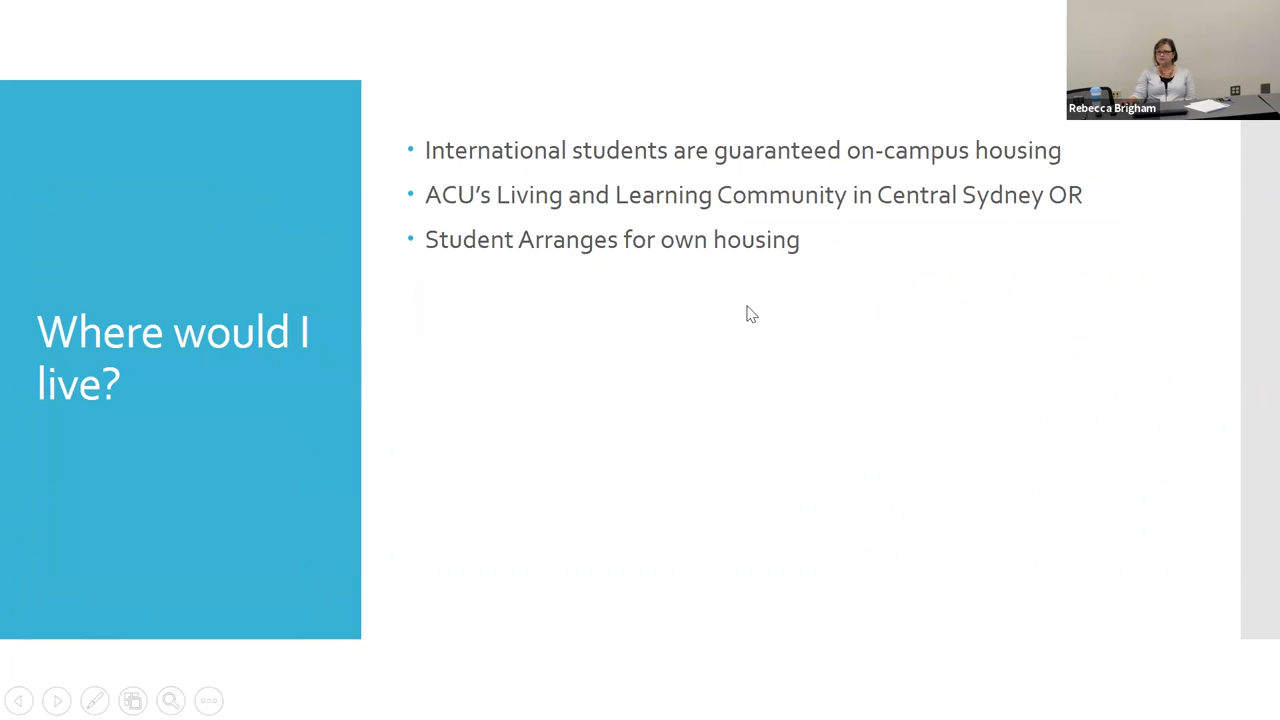 Rebecca Brigham
International students are guaranteed on-campus housing
ACU’s Living and Learning Community in Central Sydney OR
Student Arranges for own housing
Where would I
live?